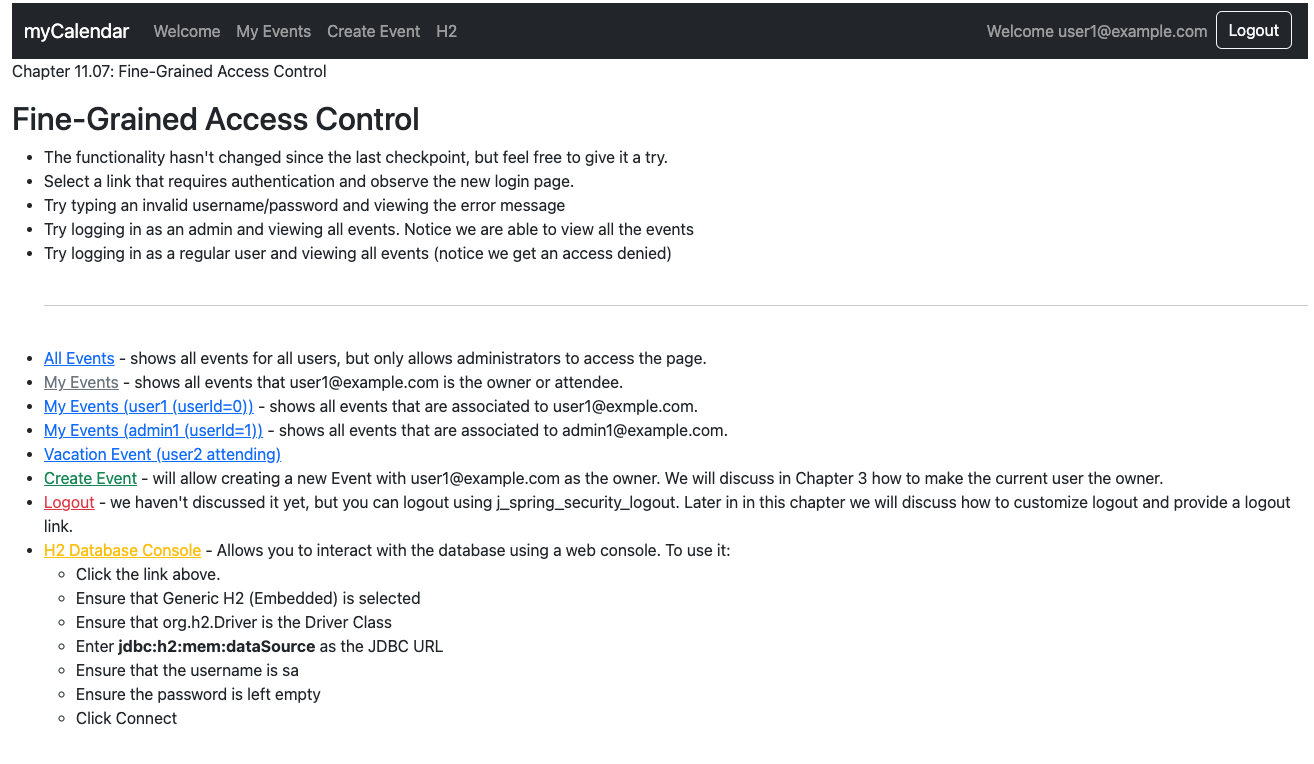 myCalendar Welcome My Events Create Event H2 Welcome user1@example.com Logout
Chapter 11.07: Fine-Grained Access Control
Fine-Grained Access Control
• The functionality hasn't changed since the last checkpoint, but feel free to give it a try.
• Select a link that requires authentication and observe the new login page.
• Try typing an invalid username/password and viewing the error message
• Try logging in as an admin and viewing all events. Notice we are able to view all the events
• Try logging in as a regular user and viewing all events (notice we get an access denied)
• All Events - shows all events for all users, but only allows administrators to access the page.
• My Events - shows all events that user1@example.com is the owner or attendee.
• My Events (user1 (userId=0)) - shows all events that are associated to user1@exmple.com.
• My Events (admin1 (userId=1)) - shows all events that are associated to admin1@example.com.
• Vacation Event (user2 attending)
• Create Event - will allow creating a new Event with user1@example.com as the owner. We will discuss in Chapter 3 how to make the current user the owner.
• Logout - we haven't discussed it yet, but you can logout using j_spring_security_logout. Later in in this chapter we will discuss how to customize logout and provide a logout
link.
• H2 Database Console - Allows you to interact with the database using a web console. To use it:
◦ Click the link above.
◦ Ensure that Generic H2 (Embedded) is selected
◦ Ensure that org.h2.Driver is the Driver Class
◦ Enter jdbc:h2:mem:dataSource as the JDBC URL
◦ Ensure that the username is sa
◦ Ensure the password is left empty
◦ Click Connect